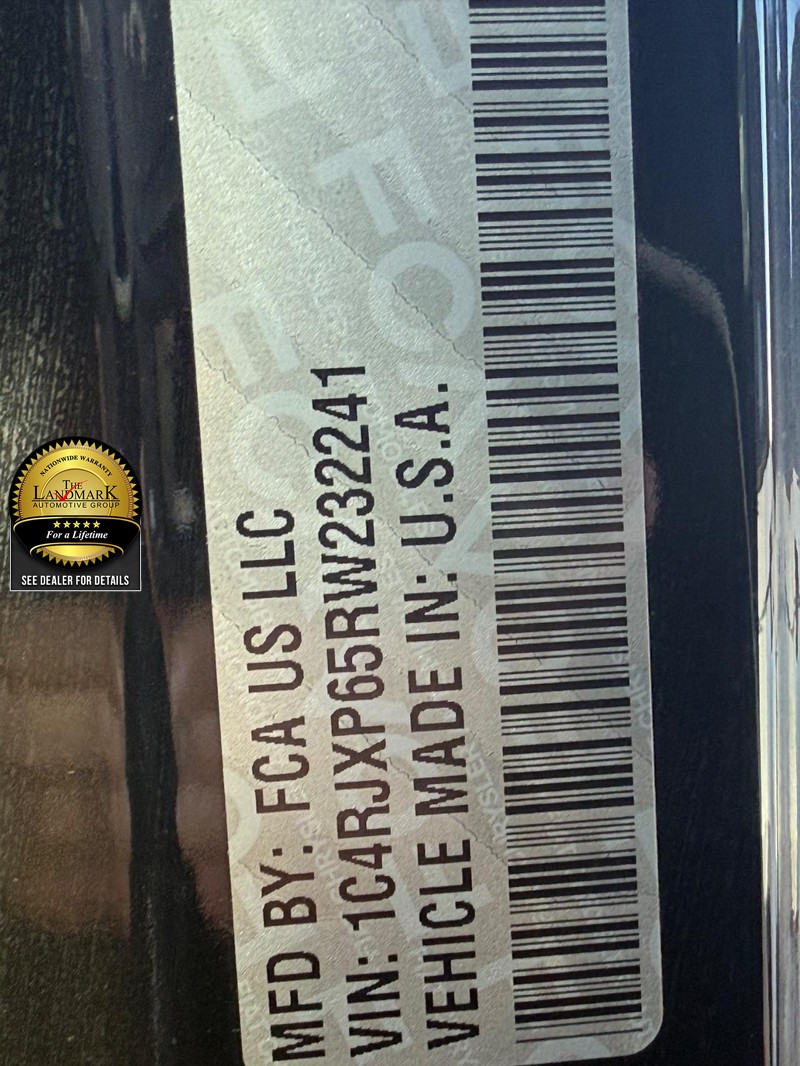 MFD BY: FCA US LLC
VIN: 1C4RJXP65RW232241
VEHICLE MADE IN: U.S.A.
NATIONWIDE WARRANTY
THE
LANDMARK
AUTOMOTIVE GROUP
For a Lifetime
SEE DEALER FOR DETAILS